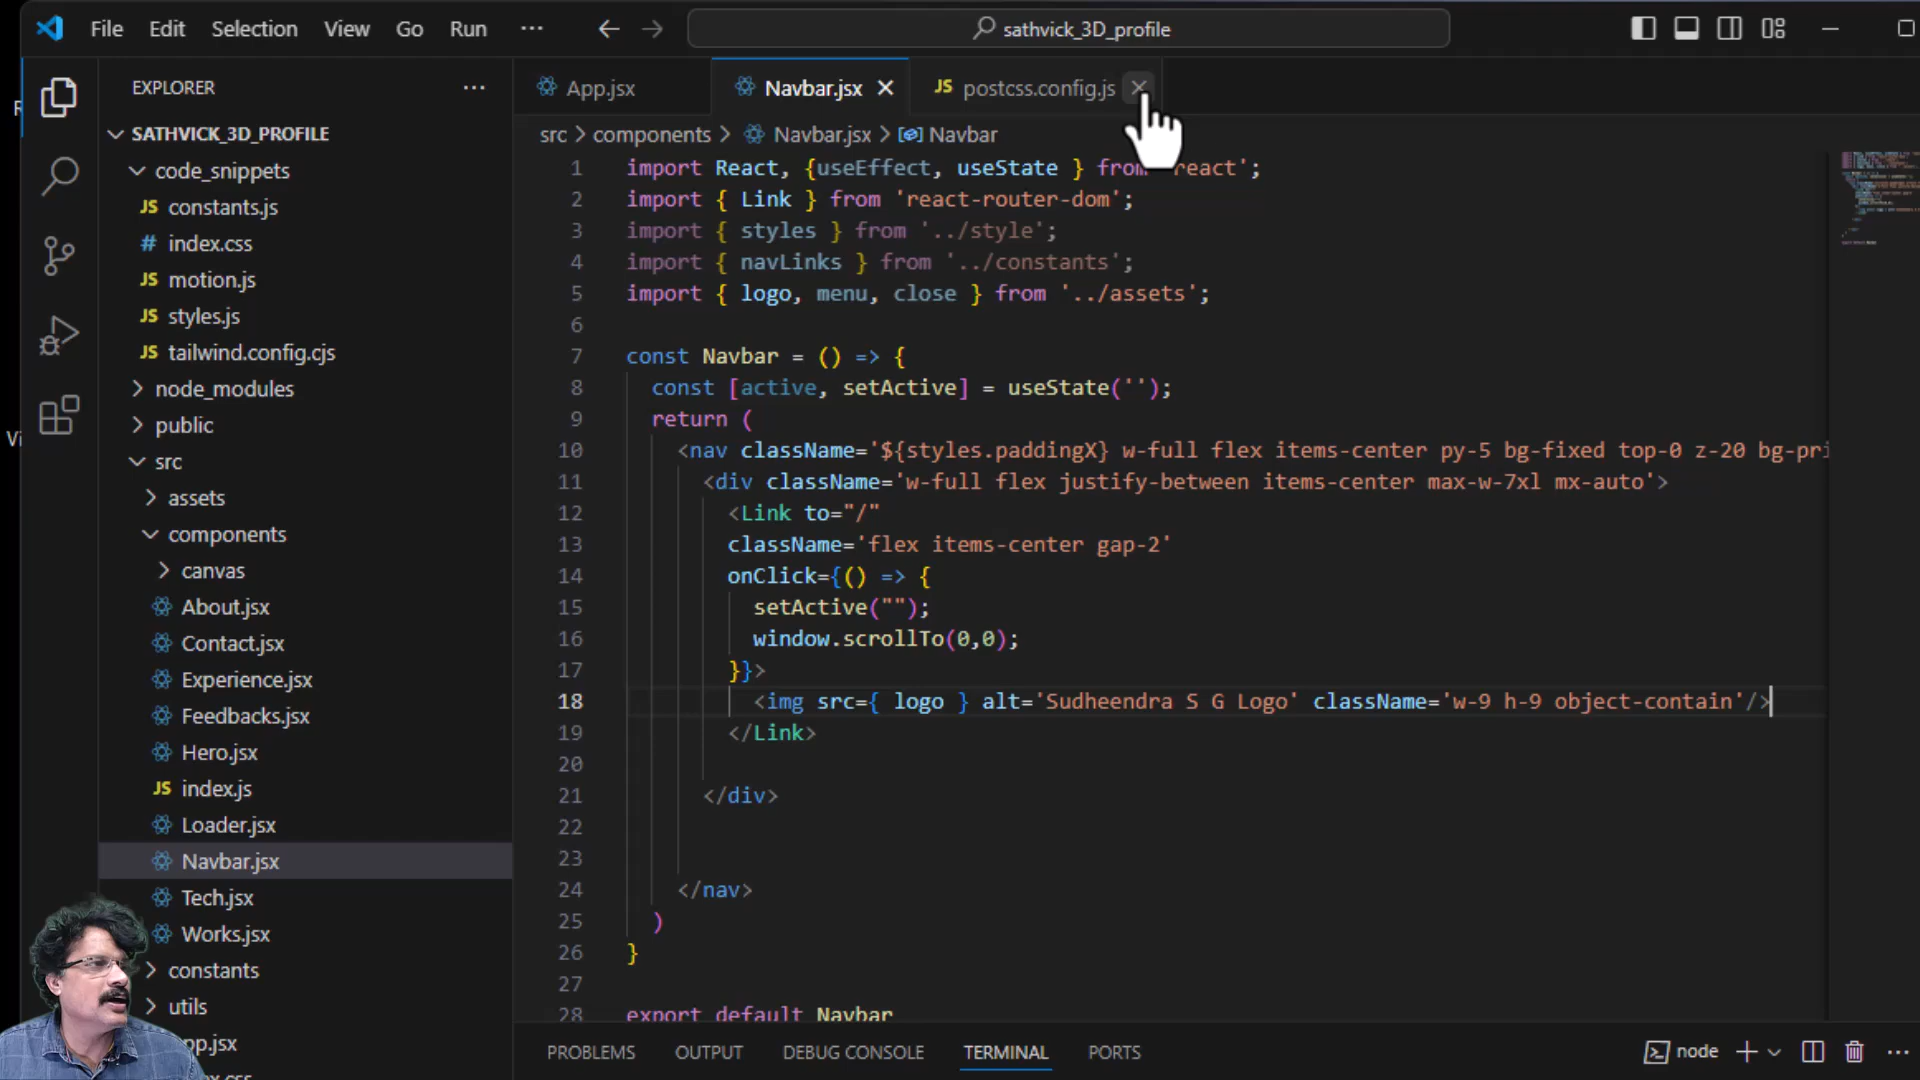 File Edit Selection View Go Run ··· sathvick_3D_profile
EXPLORER ···
SATHVICK_3D_PROFILE
code_snippets
JS constants.js
# index.css
JS motion.js
JS styles.js
JS tailwind.config.cjs
node_modules
public
src
assets
components
canvas
About.jsx
Contact.jsx
Experience.jsx
Feedbacks.jsx
Hero.jsx
JS index.js
Loader.jsx
Navbar.jsx
Tech.jsx
Works.jsx
constants
utils
App.jsx Navbar.jsx JS postcss.config.js
src > components > Navbar.jsx > Navbar
1 import React, {useEffect, useState } from 'react';
2 import { Link } from 'react-router-dom';
3 import { styles } from '../style';
4 import { navLinks } from '../constants';
5 import { logo, menu, close } from '../assets';
6
7 const Navbar = () => {
8 const [active, setActive] = useState('');
9 return (
10 <nav className='${styles.paddingX} w-full flex items-center py-5 bg-fixed top-0 z-20 bg-pri
11 <div className='w-full flex justify-between items-center max-w-7xl mx-auto'>
12 <Link to="/"
13 className='flex items-center gap-2'
14 onClick={() => {
15 setActive("");
16 window.scrollTo(0,0);
17 }}>
18 <img src={ logo } alt='Sudheendra S G Logo' className='w-9 h-9 object-contain'/>
19 </Link>
20
21 </div>
22
23
24 </nav>
25 )
26 }
27
28 export default Navbar
PROBLEMS OUTPUT DEBUG CONSOLE TERMINAL PORTS node